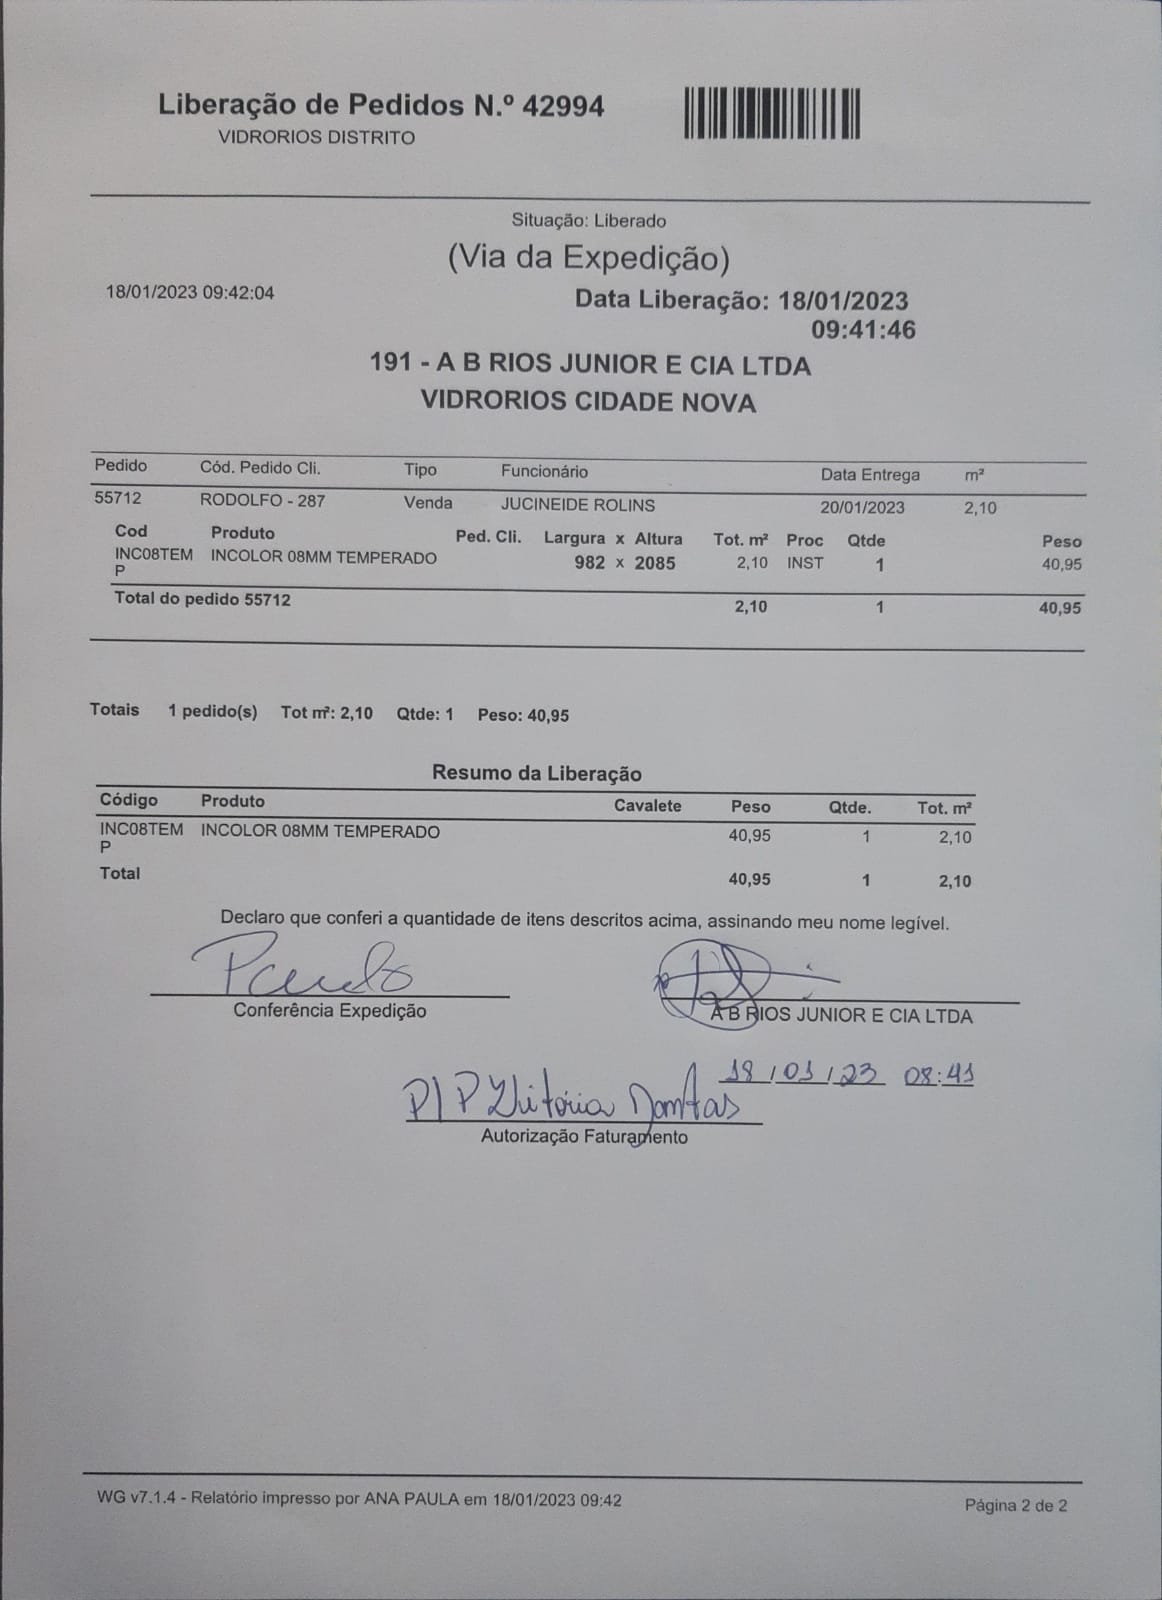 Liberação de Pedidos N.º 42994
VIDRORIOS DISTRITO
Situação: Liberado
(Via da Expedição)
18/01/2023 09:42:04
Data Liberação: 18/01/2023
09:41:46
191 - A B RIOS JUNIOR E CIA LTDA
VIDRORIOS CIDADE NOVA
Pedido Cód. Pedido Cli. Tipo Funcionário Data Entrega m²
55712 RODOLFO - 287 Venda JUCINEIDE ROLINS 20/01/2023 2,10
Cod Produto Ped. Cli. Largura x Altura Tot. m² Proc Qtde Peso
INC08TEM INCOLOR 08MM TEMPERADO 982 x 2085 2,10 INST 1 40,95
P
Total do pedido 55712 2,10 1 40,95
Totais 1 pedido(s) Tot m²: 2,10 Qtde: 1 Peso: 40,95
Resumo da Liberação
Código Produto Cavalete Peso Qtde. Tot. m²
INC08TEM INCOLOR 08MM TEMPERADO 40,95 1 2,10
P
Total 40,95 1 2,10
Declaro que conferi a quantidade de itens descritos acima, assinando meu nome legível.
Paulo
Conferência Expedição A B RIOS JUNIOR E CIA LTDA
18/01/23 08:41
P/P Vitória Dantas
Autorização Faturamento
WG v7.1.4 - Relatório impresso por ANA PAULA em 18/01/2023 09:42 Página 2 de 2